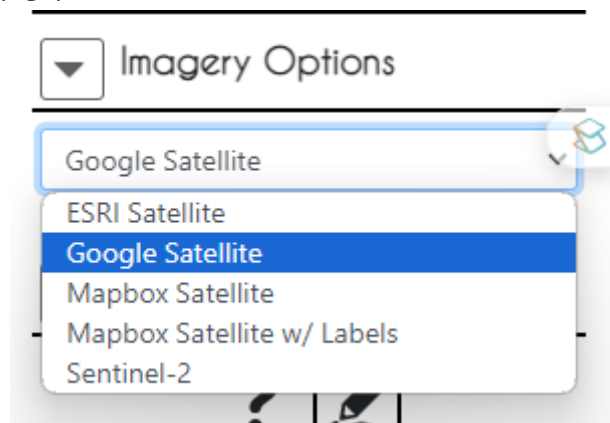 Imagery Options
Google Satellite
ESRI Satellite
Google Satellite
Mapbox Satellite
Mapbox Satellite w/ Labels
Sentinel-2
?